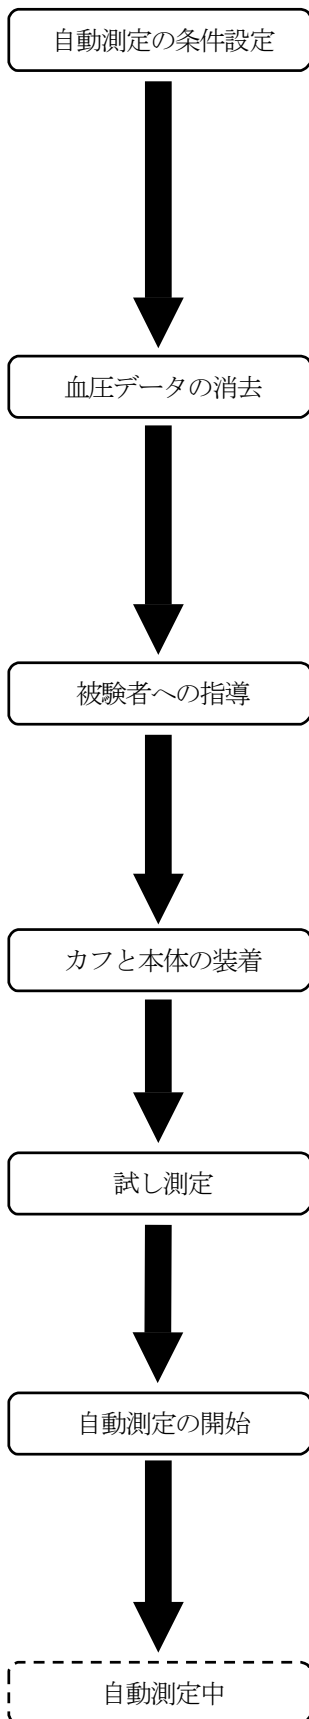 自動測定の条件設定
血圧データの消去
被験者への指導
カフと本体の装着
試し測定
自動測定の開始
自動測定中